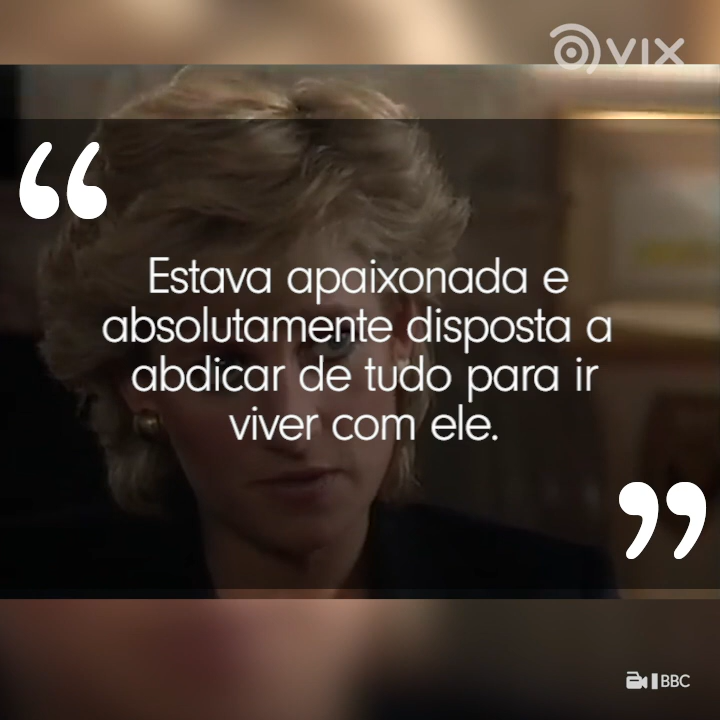 VIX
“
Estava apaixonada e
absolutamente disposta a
abdicar de tudo para ir
viver com ele.
”
BBC